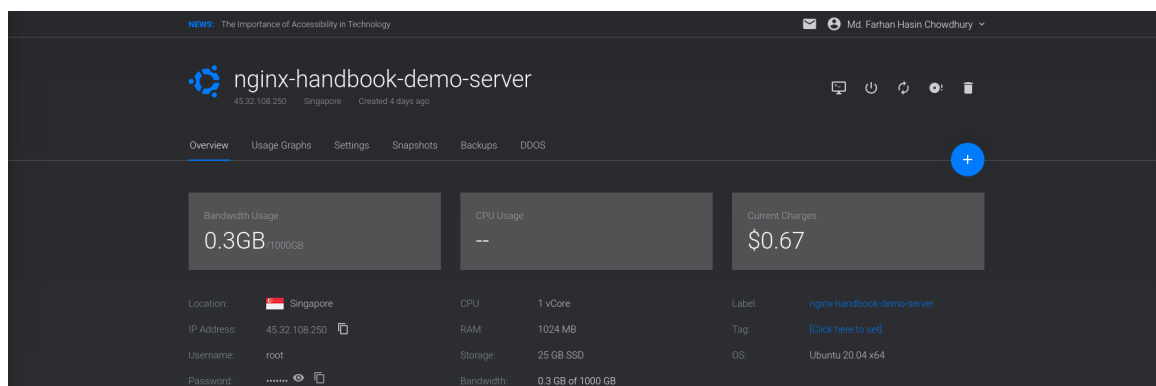 NEWS: The Importance of Accessibility in Technology
Md. Farhan Hasin Chowdhury
nginx-handbook-demo-server
45.32.108.250 Singapore Created 4 days ago
Overview Usage Graphs Settings Snapshots Backups DDOS
+
Bandwidth Usage CPU Usage Current Charges
0.3GB/1000GB -- $0.67
Location: Singapore CPU: 1 vCore Label: nginx-handbook-demo-server
IP Address: 45.32.108.250 RAM: 1024 MB Tag: [Click here to set]
Username: root Storage: 25 GB SSD OS: Ubuntu 20.04 x64
Password: ······· Bandwidth: 0.3 GB of 1000 GB